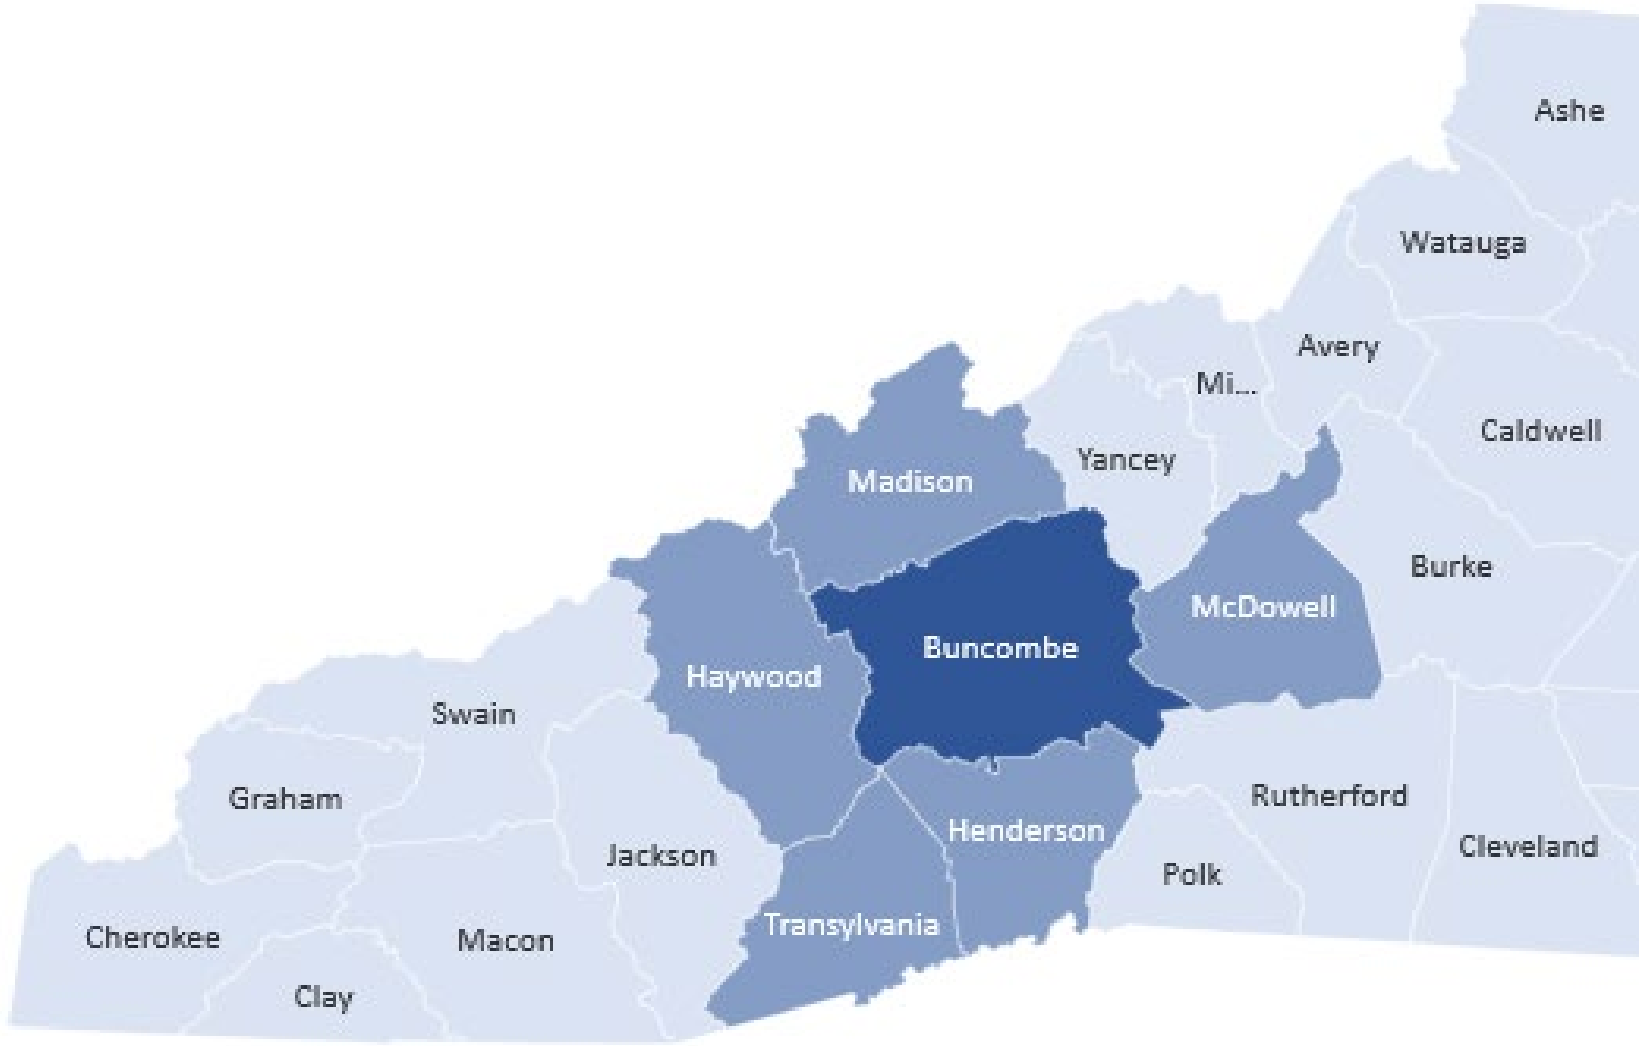 Ashe
Watauga
Avery
Mi...
Caldwell
Yancey
Madison
Burke
McDowell
Buncombe
Haywood
Swain
Graham
Rutherford
Henderson
Cleveland
Jackson
Polk
Transylvania
Cherokee
Macon
Clay